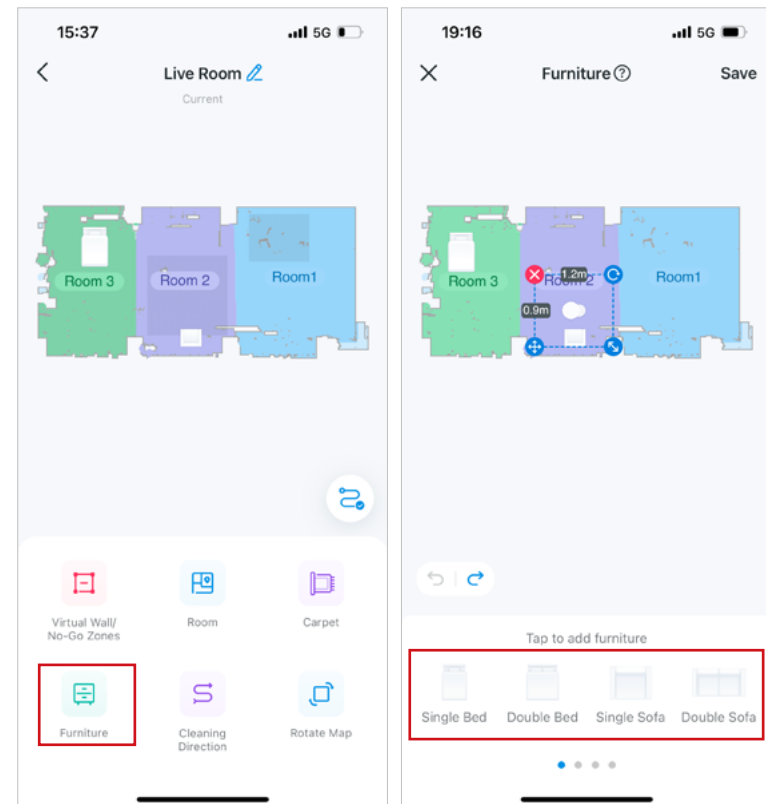 15:37
5G
Live Room
Current
Room 3
Room 2
Room1
Virtual Wall/
No-Go Zones
Room
Carpet
Furniture
Cleaning
Direction
Rotate Map
19:16
5G
Furniture
Save
Room 3
1.2m
Room 2
Room1
0.9m
Tap to add furniture
Single Bed
Double Bed
Single Sofa
Double Sofa